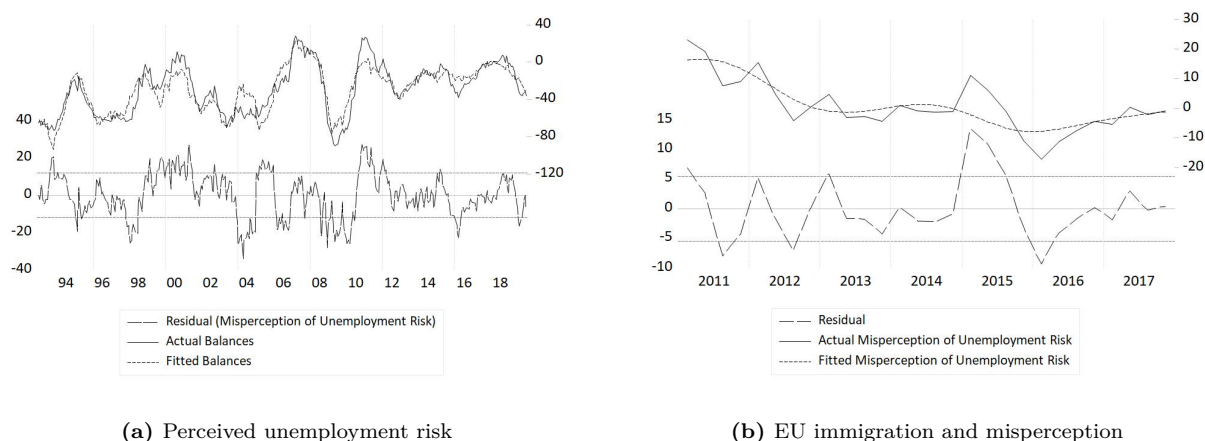 40
0
-40
-80
-120
40
20
0
-20
-40
94 96 98 00 02 04 06 08 10 12 14 16 18
Residual (Misperception of Unemployment Risk)
Actual Balances
Fitted Balances
(a) Perceived unemployment risk
30
20
10
0
-10
-20
15
10
5
0
-5
-10
2011 2012 2013 2014 2015 2016 2017
Residual
Actual Misperception of Unemployment Risk
Fitted Misperception of Unemployment Risk
(b) EU immigration and misperception